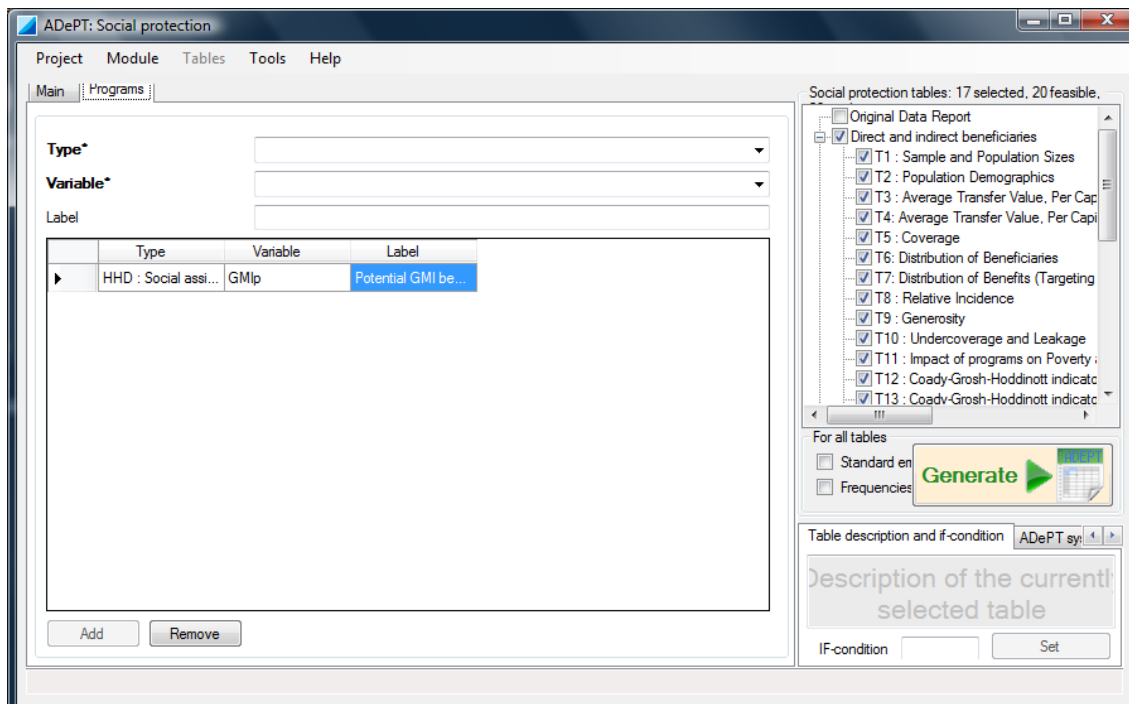 ADePT: Social protection
Project Module Tables Tools Help
Main Programs
Type*
Variable*
Label
Type Variable Label
HHD : Social assi... GMIp Potential GMI be...
Add Remove
Social protection tables: 17 selected, 20 feasible,
Original Data Report
Direct and indirect beneficiaries
T1 : Sample and Population Sizes
T2 : Population Demographics
T3 : Average Transfer Value, Per Cap
T4: Average Transfer Value, Per Capi
T5 : Coverage
T6: Distribution of Beneficiaries
T7: Distribution of Benefits (Targeting
T8 : Relative Incidence
T9 : Generosity
T10 : Undercoverage and Leakage
T11 : Impact of programs on Poverty
T12 : Coady-Grosh-Hoddinott indicato
T13 : Coady-Grosh-Hoddinott indicato
For all tables
Standard err
Frequencies
Generate
ADEPT
Table description and if-condition ADePT sy
Description of the currentl
selected table
IF-condition Set